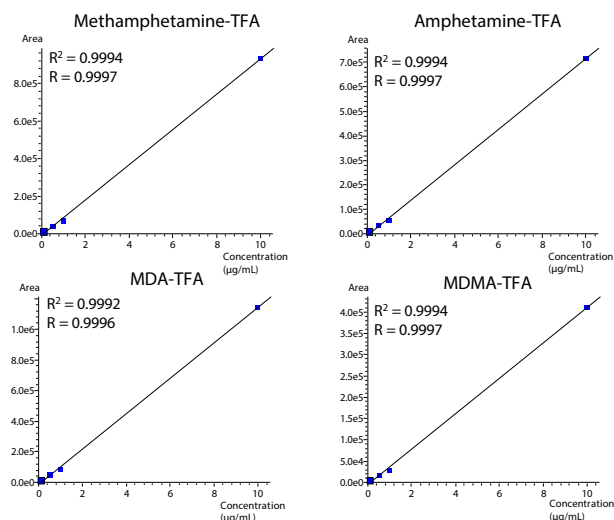 Methamphetamine-TFA
Area
R² = 0.9994
R = 0.9997
8.0e5
6.0e5
4.0e5
2.0e5
0.0e0
0 2 4 6 8 10
Concentration
(µg/mL)
Amphetamine-TFA
Area
R² = 0.9994
R = 0.9997
7.0e5
6.0e5
5.0e5
4.0e5
3.0e5
2.0e5
1.0e5
0.0e0
0 2 4 6 8 10
Concentration
(µg/mL)
MDA-TFA
Area
R² = 0.9992
R = 0.9996
1.0e6
8.0e5
6.0e5
4.0e5
2.0e5
0.0e0
0 2 4 6 8 10
Concentration
(µg/mL)
MDMA-TFA
Area
R² = 0.9994
R = 0.9997
4.0e5
3.5e5
3.0e5
2.5e5
2.0e5
1.5e5
1.0e5
5.0e4
0.0e0
0 2 4 6 8 10
Concentration
(µg/mL)